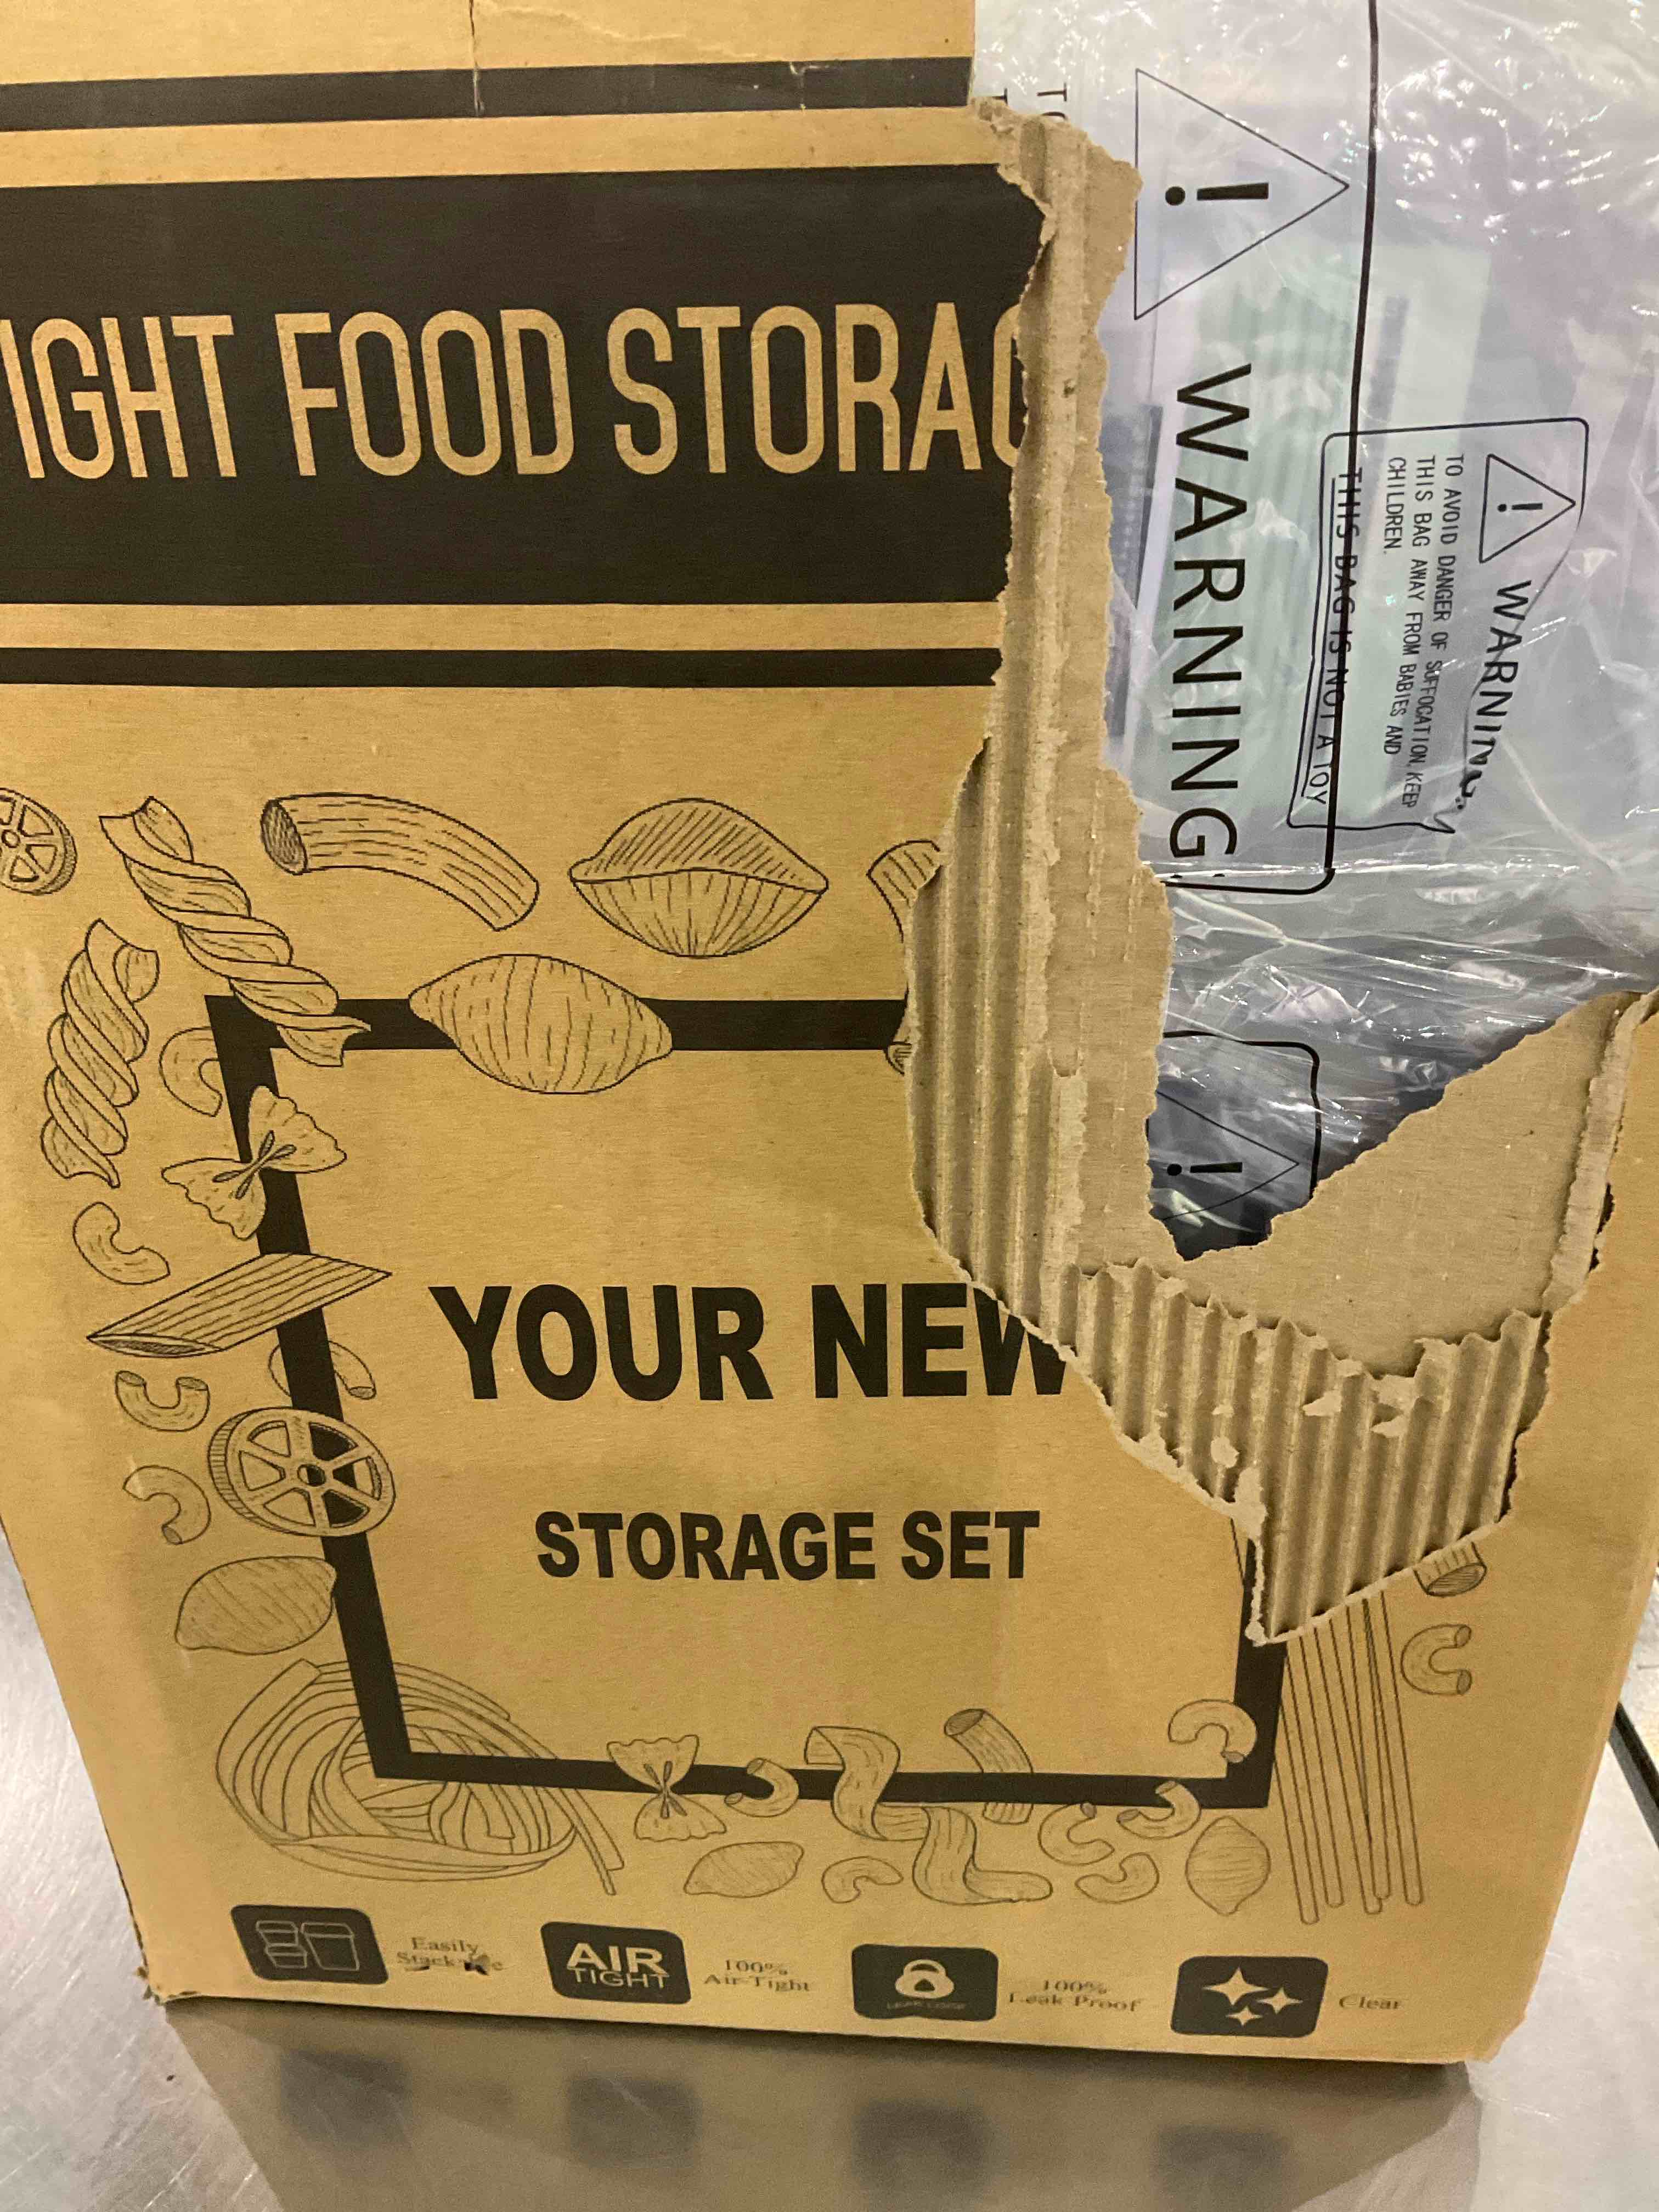 IGHT FOOD STORAG
WARNING
WARNING
TO AVOID DANGER OF SUFFOCATION, KEEP
THIS BAG AWAY FROM BABIES AND
CHILDREN.
THIS BAG IS NOT A TOY
YOUR NEW
STORAGE SET
Easily
AIR
TIGHT
100%
Air-Tight
100%
Leak Proof
Clear